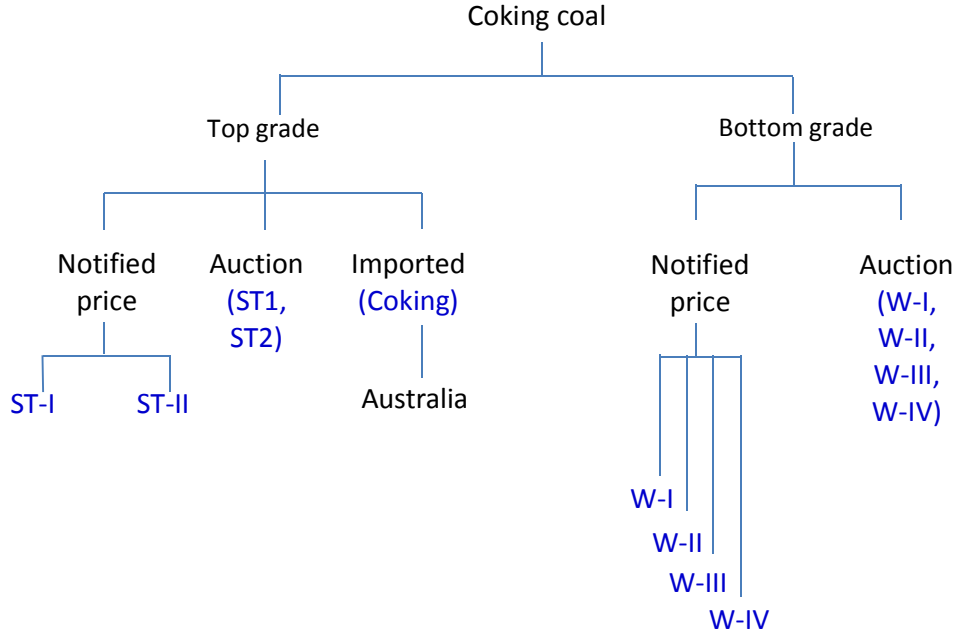 Coking coal
Top grade
Bottom grade
Notified
price
Auction
(ST1,
ST2)
Imported
(Coking)
Notified
price
Auction
(W-I,
W-II,
W-III,
W-IV)
ST-I
ST-II
Australia
W-I
W-II
W-III
W-IV